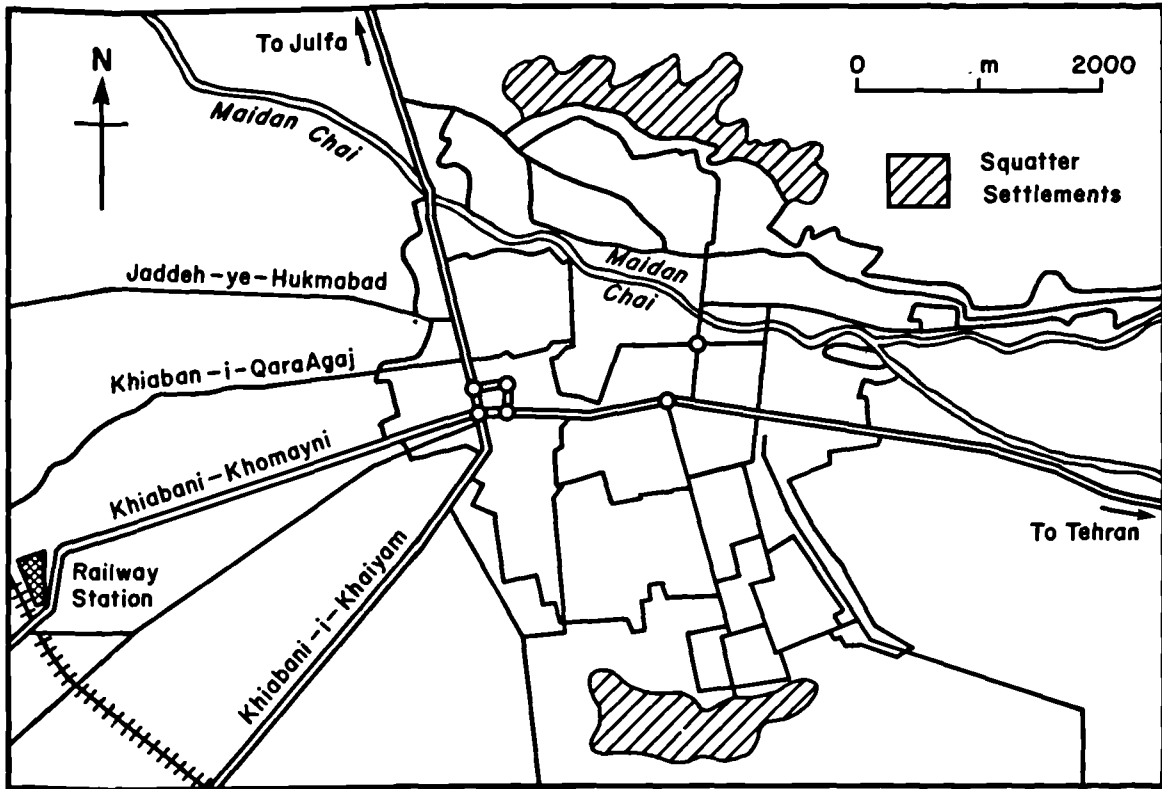 To Julfa
N
0 m 2000
Maidan
Chai
Squatter
Settlements
Maidan
Chai
Jaddeh-ye-Hukmabad
Khiaban-i-QaraAgaj
Khiabani-Khomayni
To Tehran
Railway
Station
Khiabani-i-Khaiyam